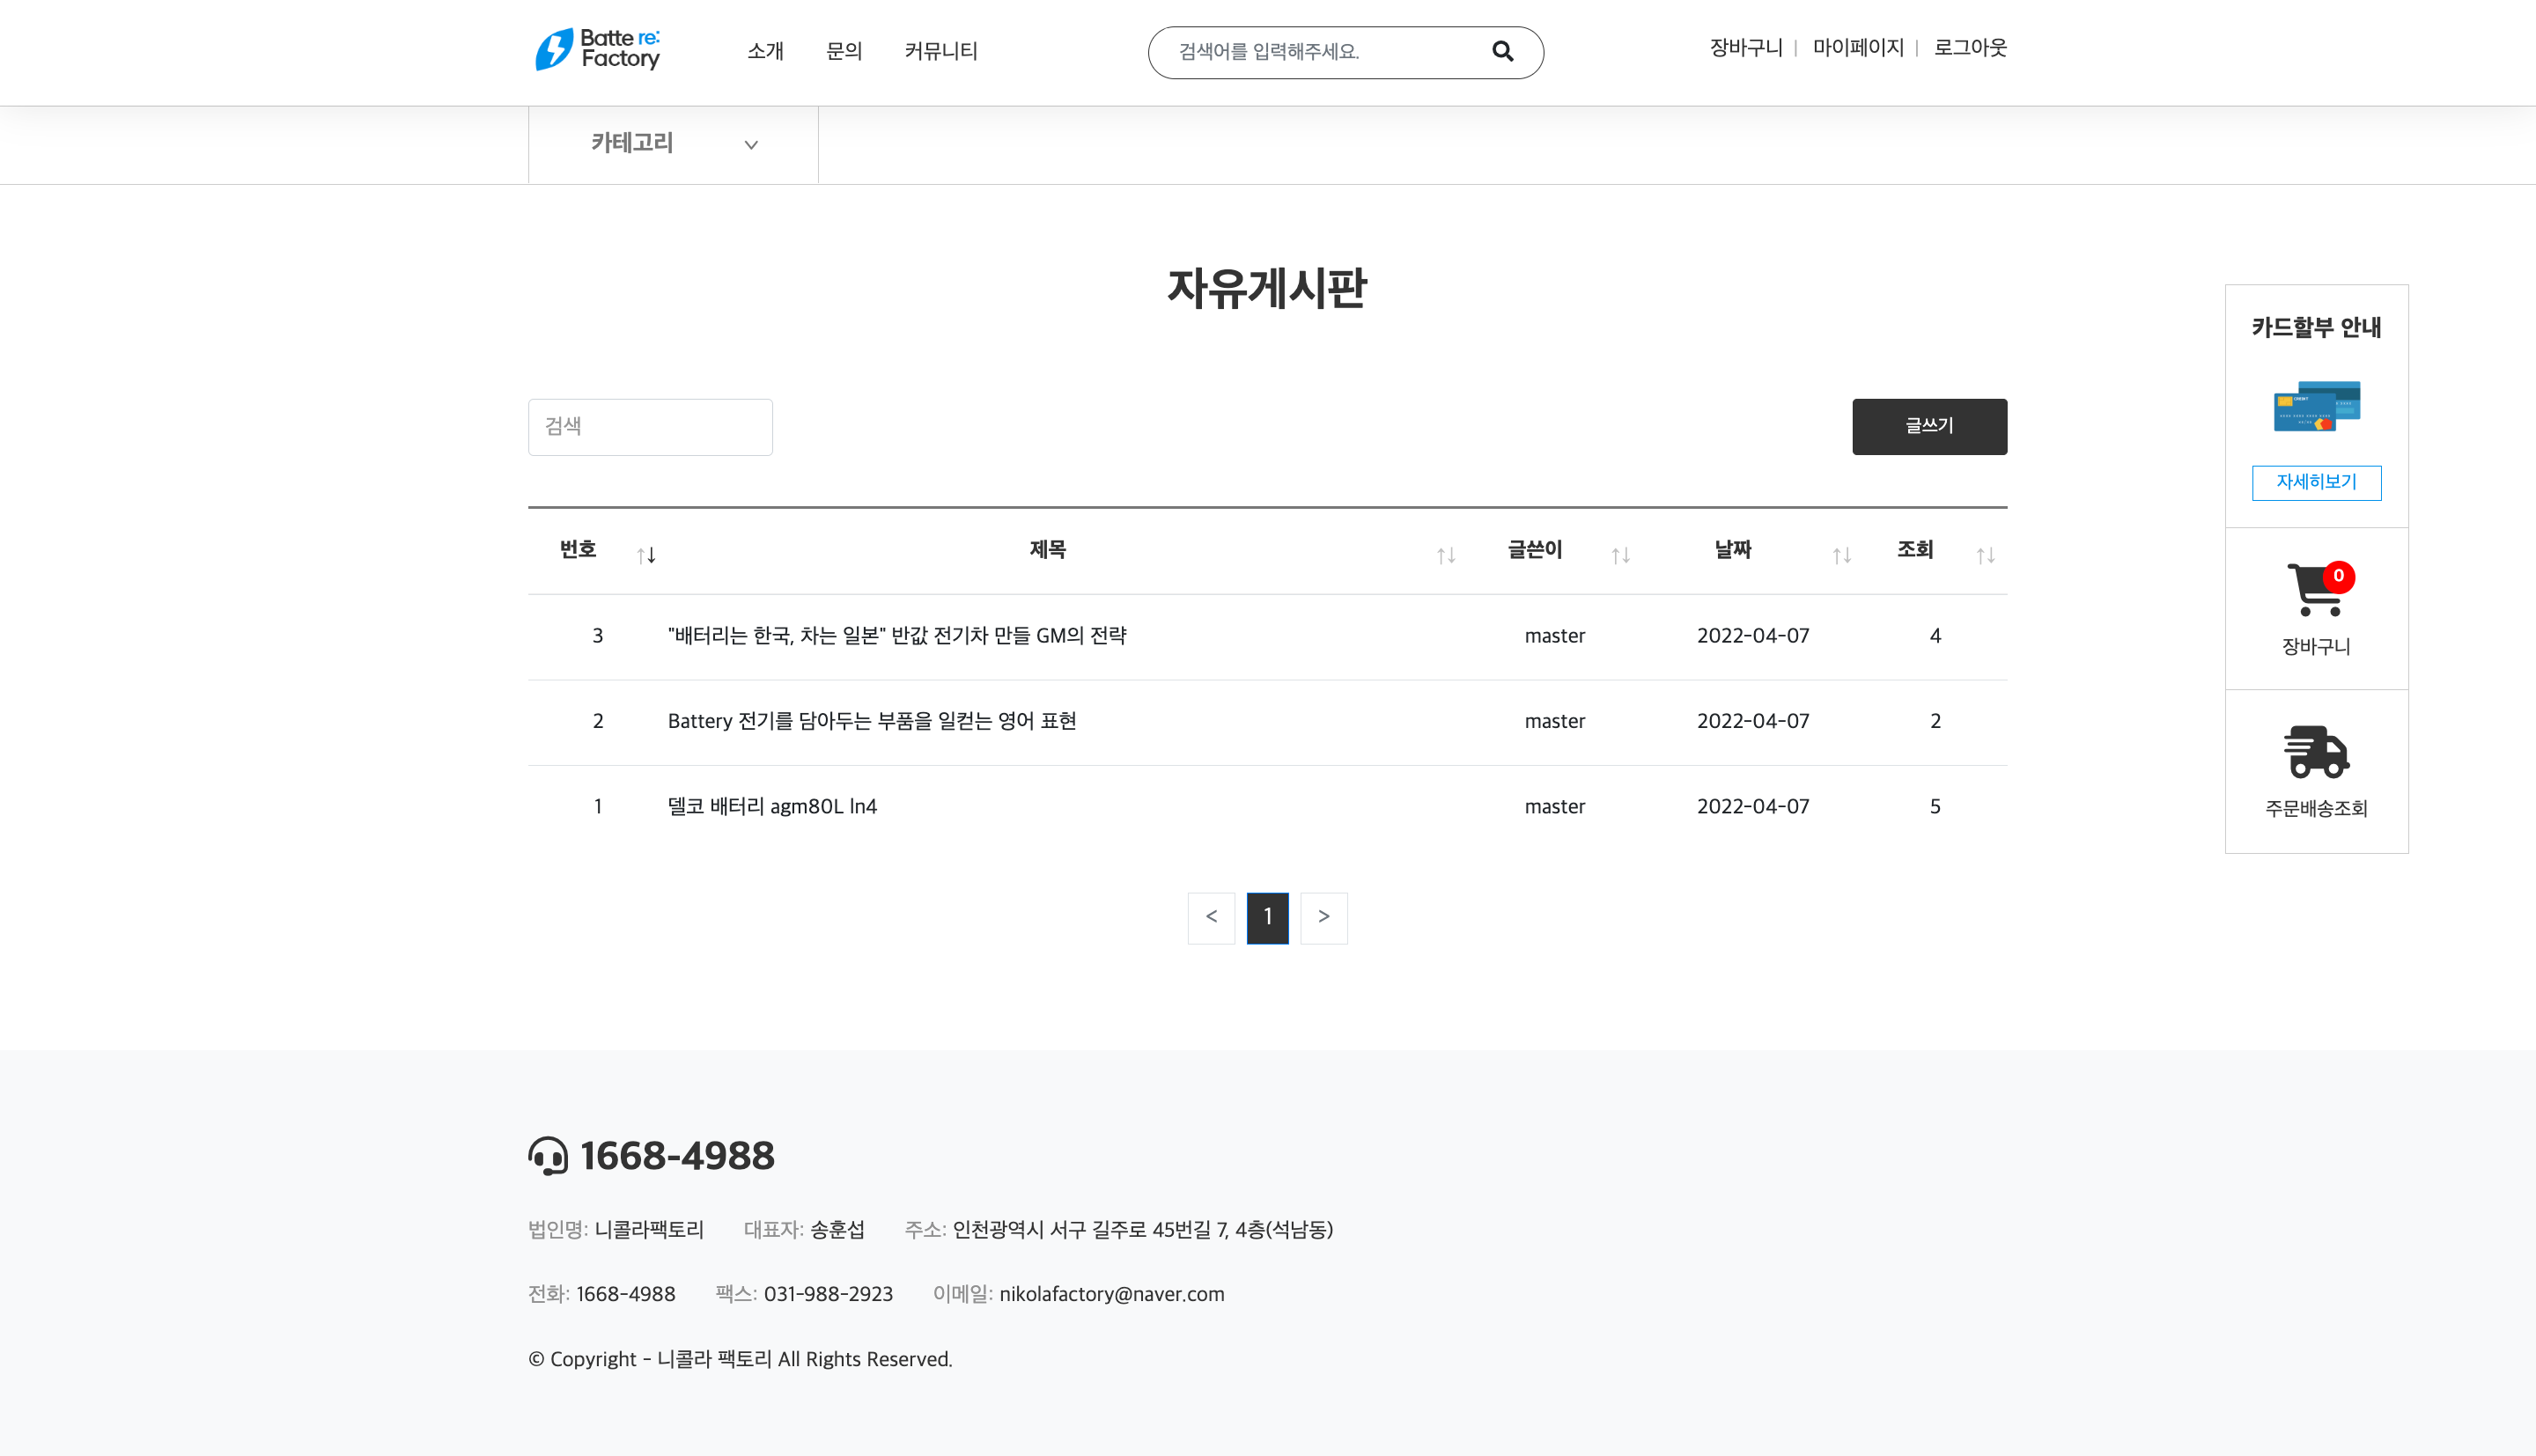 Batte re:
Factory
소개
문의
커뮤니티
검색어를 입력해주세요.
장바구니
마이페이지
로그아웃
카테고리
자유게시판
검색
글쓰기
번호 제목 글쓴이 날짜 조회
3 "배터리는 한국, 차는 일본" 반값 전기차 만들 GM의 전략 master 2022-04-07 4
2 Battery 전기를 담아두는 부품을 일컫는 영어 표현 master 2022-04-07 2
1 델코 배터리 agm80L ln4 master 2022-04-07 5
< 1 >
카드할부 안내
자세히보기
0
장바구니
주문배송조회
1668-4988
법인명: 니콜라팩토리 대표자: 송훈섭 주소: 인천광역시 서구 길주로 45번길 7, 4층(석남동)
전화: 1668-4988 팩스: 031-988-2923 이메일: nikolafactory@naver.com
© Copyright - 니콜라 팩토리 All Rights Reserved.